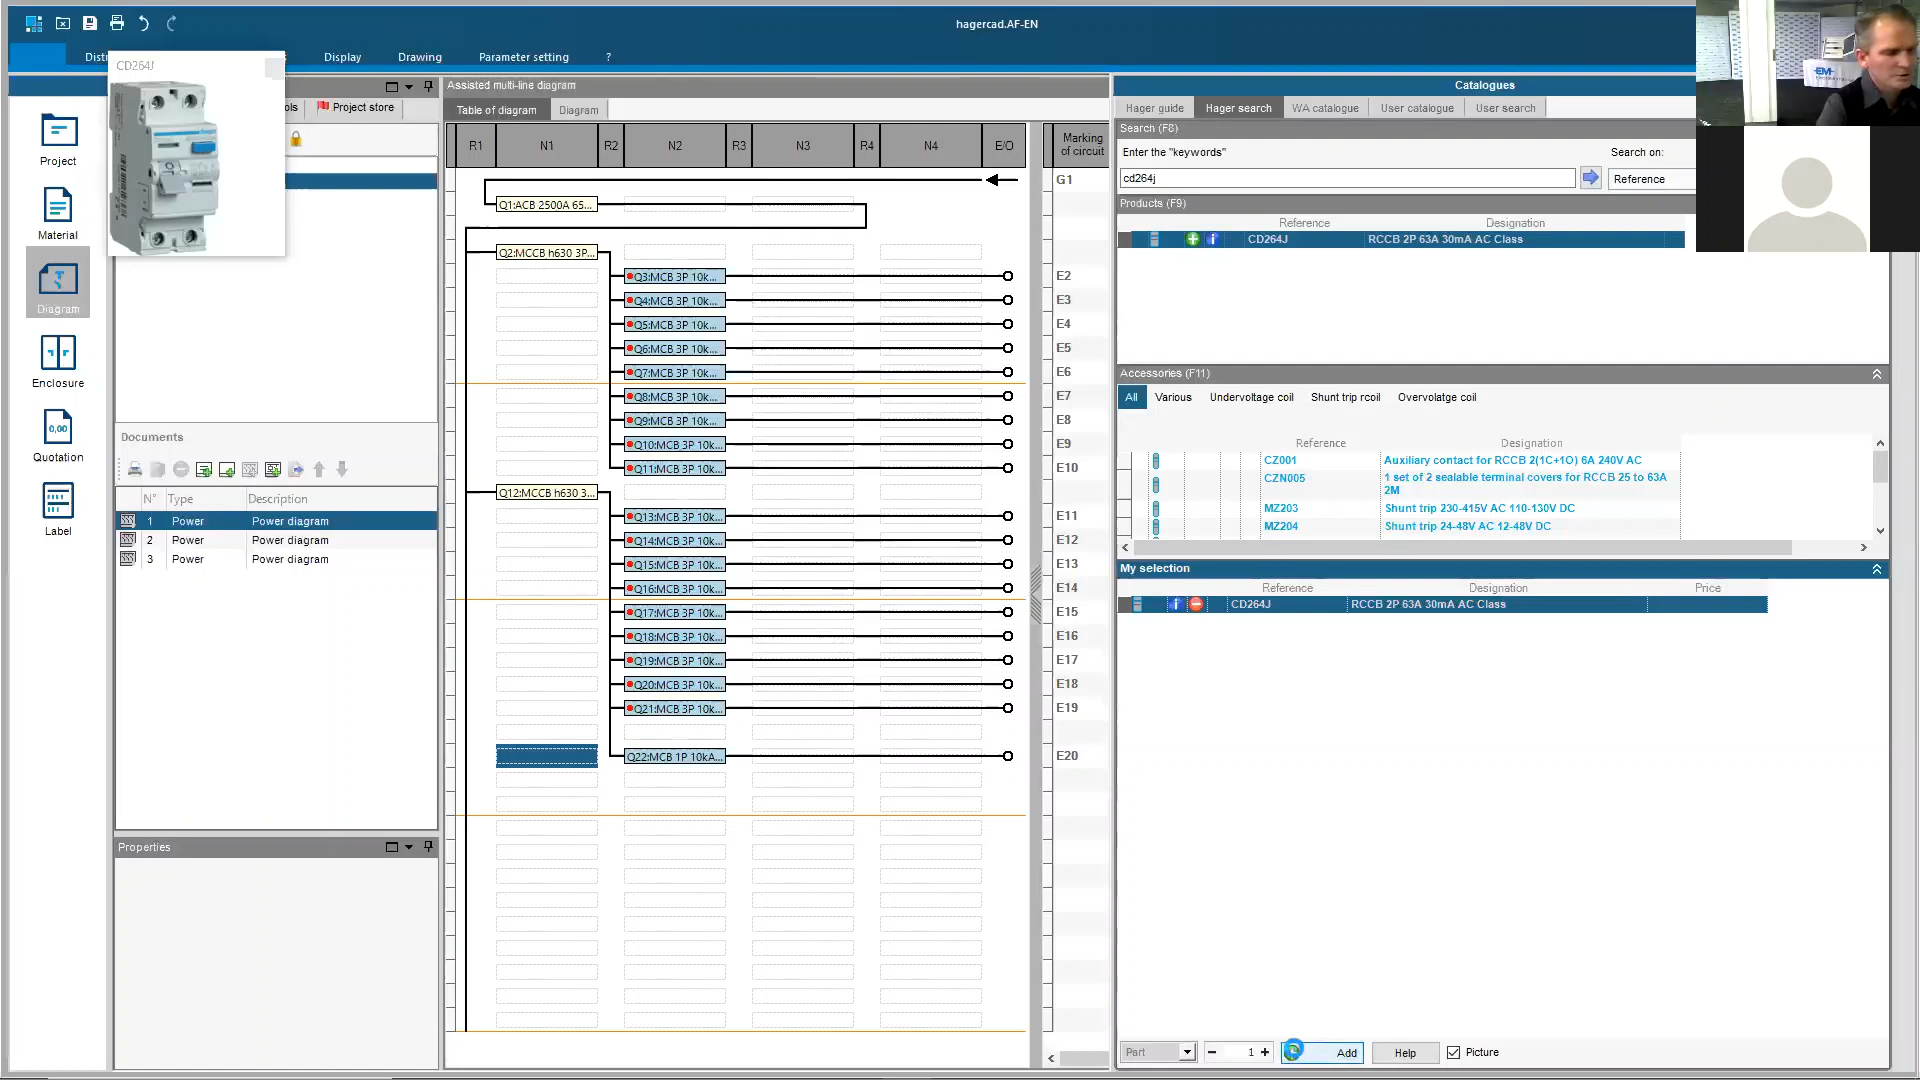 hagercad.AF-EN
Distr
Display
Drawing
Parameter setting
?
CD264J
ols
Project store
Project
Material
Diagram
Enclosure
Quotation
Label
Documents
N°
Type
Description
1 Power Power diagram
2 Power Power diagram
3 Power Power diagram
Properties
Assisted multi-line diagram
Table of diagram
Diagram
R1 N1 R2 N2 R3 N3 R4 N4 E/O
Marking
of circuit
G1
Q1:ACB 2500A 65...
Q2:MCCB h630 3P...
Q3:MCB 3P 10k... E2
Q4:MCB 3P 10k... E3
Q5:MCB 3P 10k... E4
Q6:MCB 3P 10k... E5
Q7:MCB 3P 10k... E6
Q8:MCB 3P 10k... E7
Q9:MCB 3P 10k... E8
Q10:MCB 3P 10k... E9
Q11:MCB 3P 10k... E10
Q12:MCCB h630 3...
Q13:MCB 3P 10k... E11
Q14:MCB 3P 10k... E12
Q15:MCB 3P 10k... E13
Q16:MCB 3P 10k... E14
Q17:MCB 3P 10k... E15
Q18:MCB 3P 10k... E16
Q19:MCB 3P 10k... E17
Q20:MCB 3P 10k... E18
Q21:MCB 3P 10k... E19
Q22:MCB 1P 10kA... E20
Catalogues
Hager guide
Hager search
WA catalogue
User catalogue
User search
Search (F8)
Enter the "keywords"
Search on:
cd264j
Reference
Products (F9)
Reference Designation
CD264J RCCB 2P 63A 30mA AC Class
Accessories (F11)
All
Various
Undervoltage coil
Shunt trip rcoil
Overvolatge coil
Reference Designation
CZ001 Auxiliary contact for RCCB 2(1C+1O) 6A 240V AC
CZN005 1 set of 2 sealable terminal covers for RCCB 25 to 63A
2M
MZ203 Shunt trip 230-415V AC 110-130V DC
MZ204 Shunt trip 24-48V AC 12-48V DC
My selection
Reference Designation Price
CD264J RCCB 2P 63A 30mA AC Class
Part
1
Add
Help
Picture